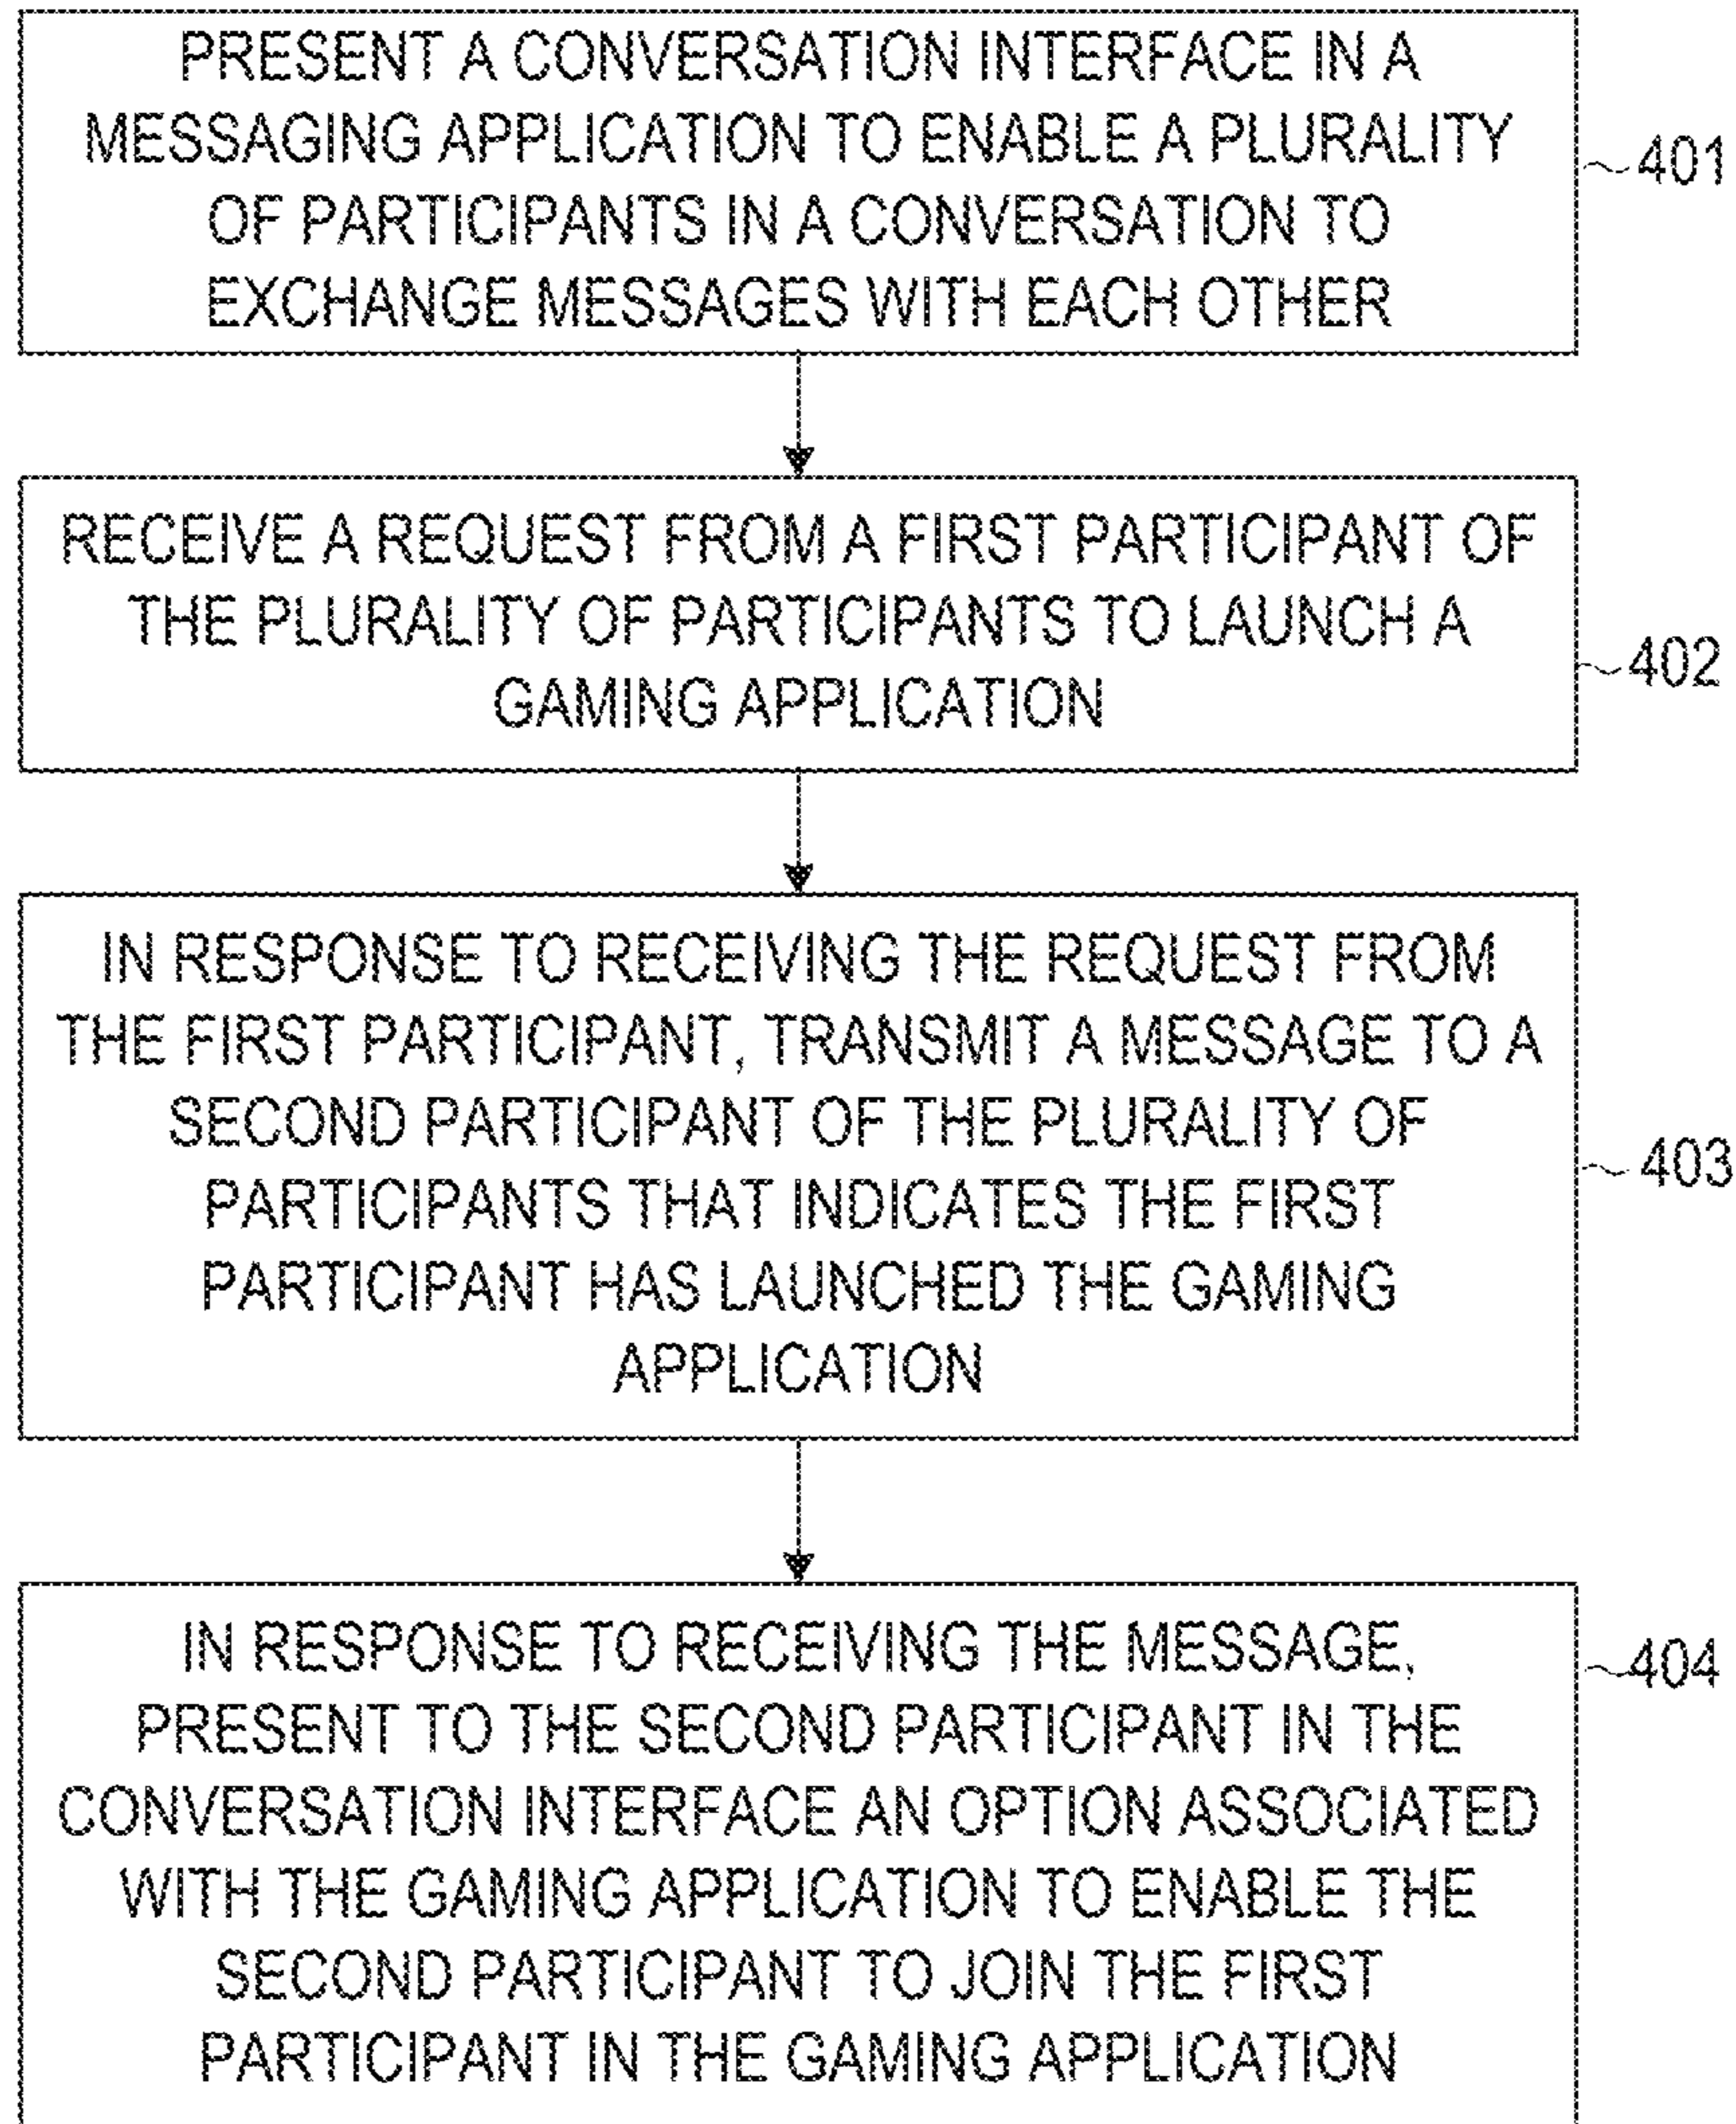 PRESENT A CONVERSATION INTERFACE IN A
MESSAGING APPLICATION TO ENABLE A PLURALITY
OF PARTICIPANTS IN A CONVERSATION TO
EXCHANGE MESSAGES WITH EACH OTHER
401
RECEIVE A REQUEST FROM A FIRST PARTICIPANT OF
THE PLURALITY OF PARTICIPANTS TO LAUNCH A
GAMING APPLICATION
402
IN RESPONSE TO RECEIVING THE REQUEST FROM
THE FIRST PARTICIPANT, TRANSMIT A MESSAGE TO A
SECOND PARTICIPANT OF THE PLURALITY OF
PARTICIPANTS THAT INDICATES THE FIRST
PARTICIPANT HAS LAUNCHED THE GAMING
APPLICATION
403
IN RESPONSE TO RECEIVING THE MESSAGE,
PRESENT TO THE SECOND PARTICIPANT IN THE
CONVERSATION INTERFACE AN OPTION ASSOCIATED
WITH THE GAMING APPLICATION TO ENABLE THE
SECOND PARTICIPANT TO JOIN THE FIRST
PARTICIPANT IN THE GAMING APPLICATION
404